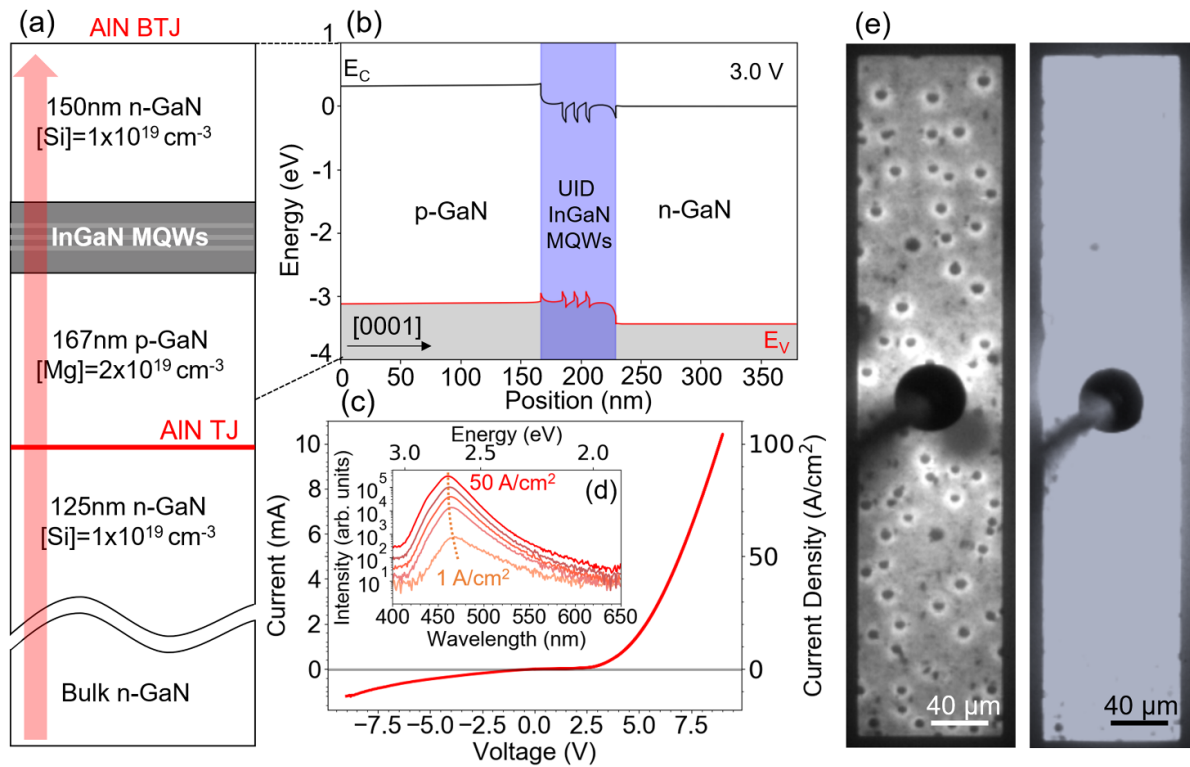 (a)
AlN BTJ
150nm n-GaN
[Si]=1x10¹⁹ cm⁻³
InGaN MQWs
167nm p-GaN
[Mg]=2x10¹⁹ cm⁻³
AlN TJ
125nm n-GaN
[Si]=1x10¹⁹ cm⁻³
Bulk n-GaN
(b)
1
0
-1
-2
-3
-4
Energy (eV)
E_C
3.0 V
p-GaN
UID
InGaN
MQWs
n-GaN
[0001]
E_V
0 50 100 150 200 250 300 350
Position (nm)
(c)
10
8
6
4
2
0
Current (mA)
100
50
0
Current Density (A/cm²)
−7.5 −5.0 −2.5 0.0 2.5 5.0 7.5
Voltage (V)
Energy (eV)
3.0 2.5 2.0
(d)
50 A/cm²
1 A/cm²
10⁵
10⁴
10³
10²
10¹
Intensity (arb. units)
400 450 500 550 600 650
Wavelength (nm)
(e)
40 µm
40 µm